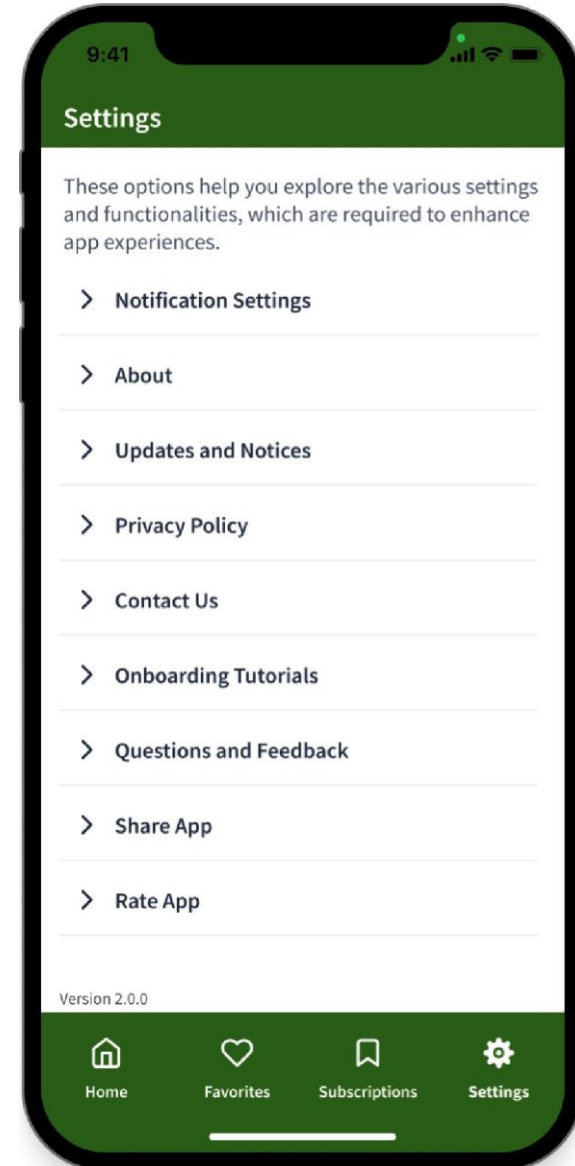 9:41
Settings
These options help you explore the various settings
and functionalities, which are required to enhance
app experiences.
Notification Settings
About
Updates and Notices
Privacy Policy
Contact Us
Onboarding Tutorials
Questions and Feedback
Share App
Rate App
Version 2.0.0
Home Favorites Subscriptions Settings